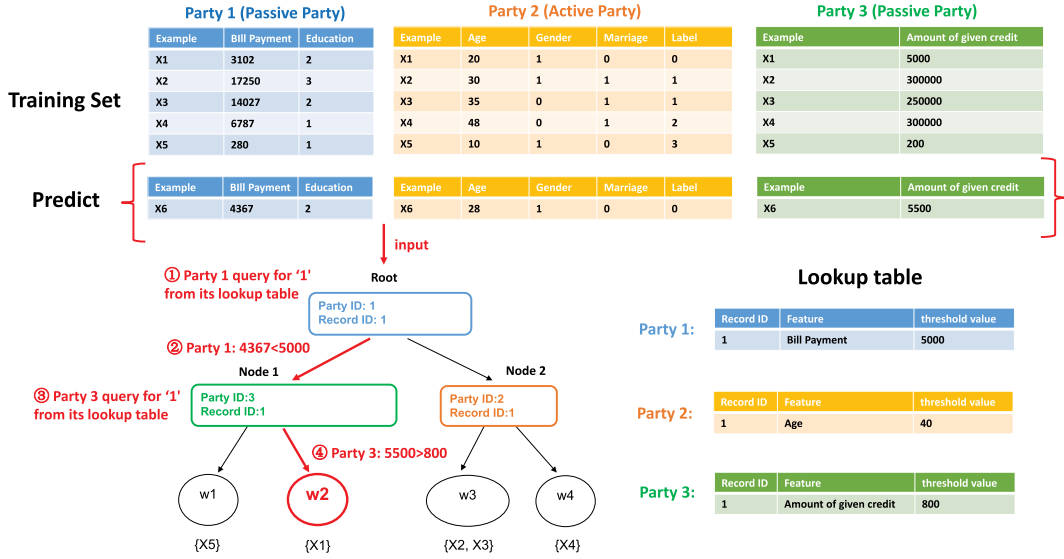 Party 1 (Passive Party)
Party 2 (Active Party)
Party 3 (Passive Party)
Training Set
Example Bill Payment Education
X1 3102 2
X2 17250 3
X3 14027 2
X4 6787 1
X5 280 1
Example Age Gender Marriage Label
X1 20 1 0 0
X2 30 1 1 1
X3 35 0 1 1
X4 48 0 1 2
X5 10 1 0 3
Example Amount of given credit
X1 5000
X2 300000
X3 250000
X4 300000
X5 200
Predict
Example Bill Payment Education
X6 4367 2
Example Age Gender Marriage Label
X6 28 1 0 0
Example Amount of given credit
X6 5500
input
① Party 1 query for ‘1'
from its lookup table
Root
Party ID: 1
Record ID: 1
② Party 1: 4367<5000
Node 1
Node 2
③ Party 3 query for ‘1'
from its lookup table
Party ID:3
Record ID:1
Party ID:2
Record ID:1
④ Party 3: 5500>800
w1
w2
w3
w4
{X5}
{X1}
{X2, X3}
{X4}
Lookup table
Party 1:
Record ID Feature threshold value
1 Bill Payment 5000
Party 2:
Record ID Feature threshold value
1 Age 40
Party 3:
Record ID Feature threshold value
1 Amount of given credit 800